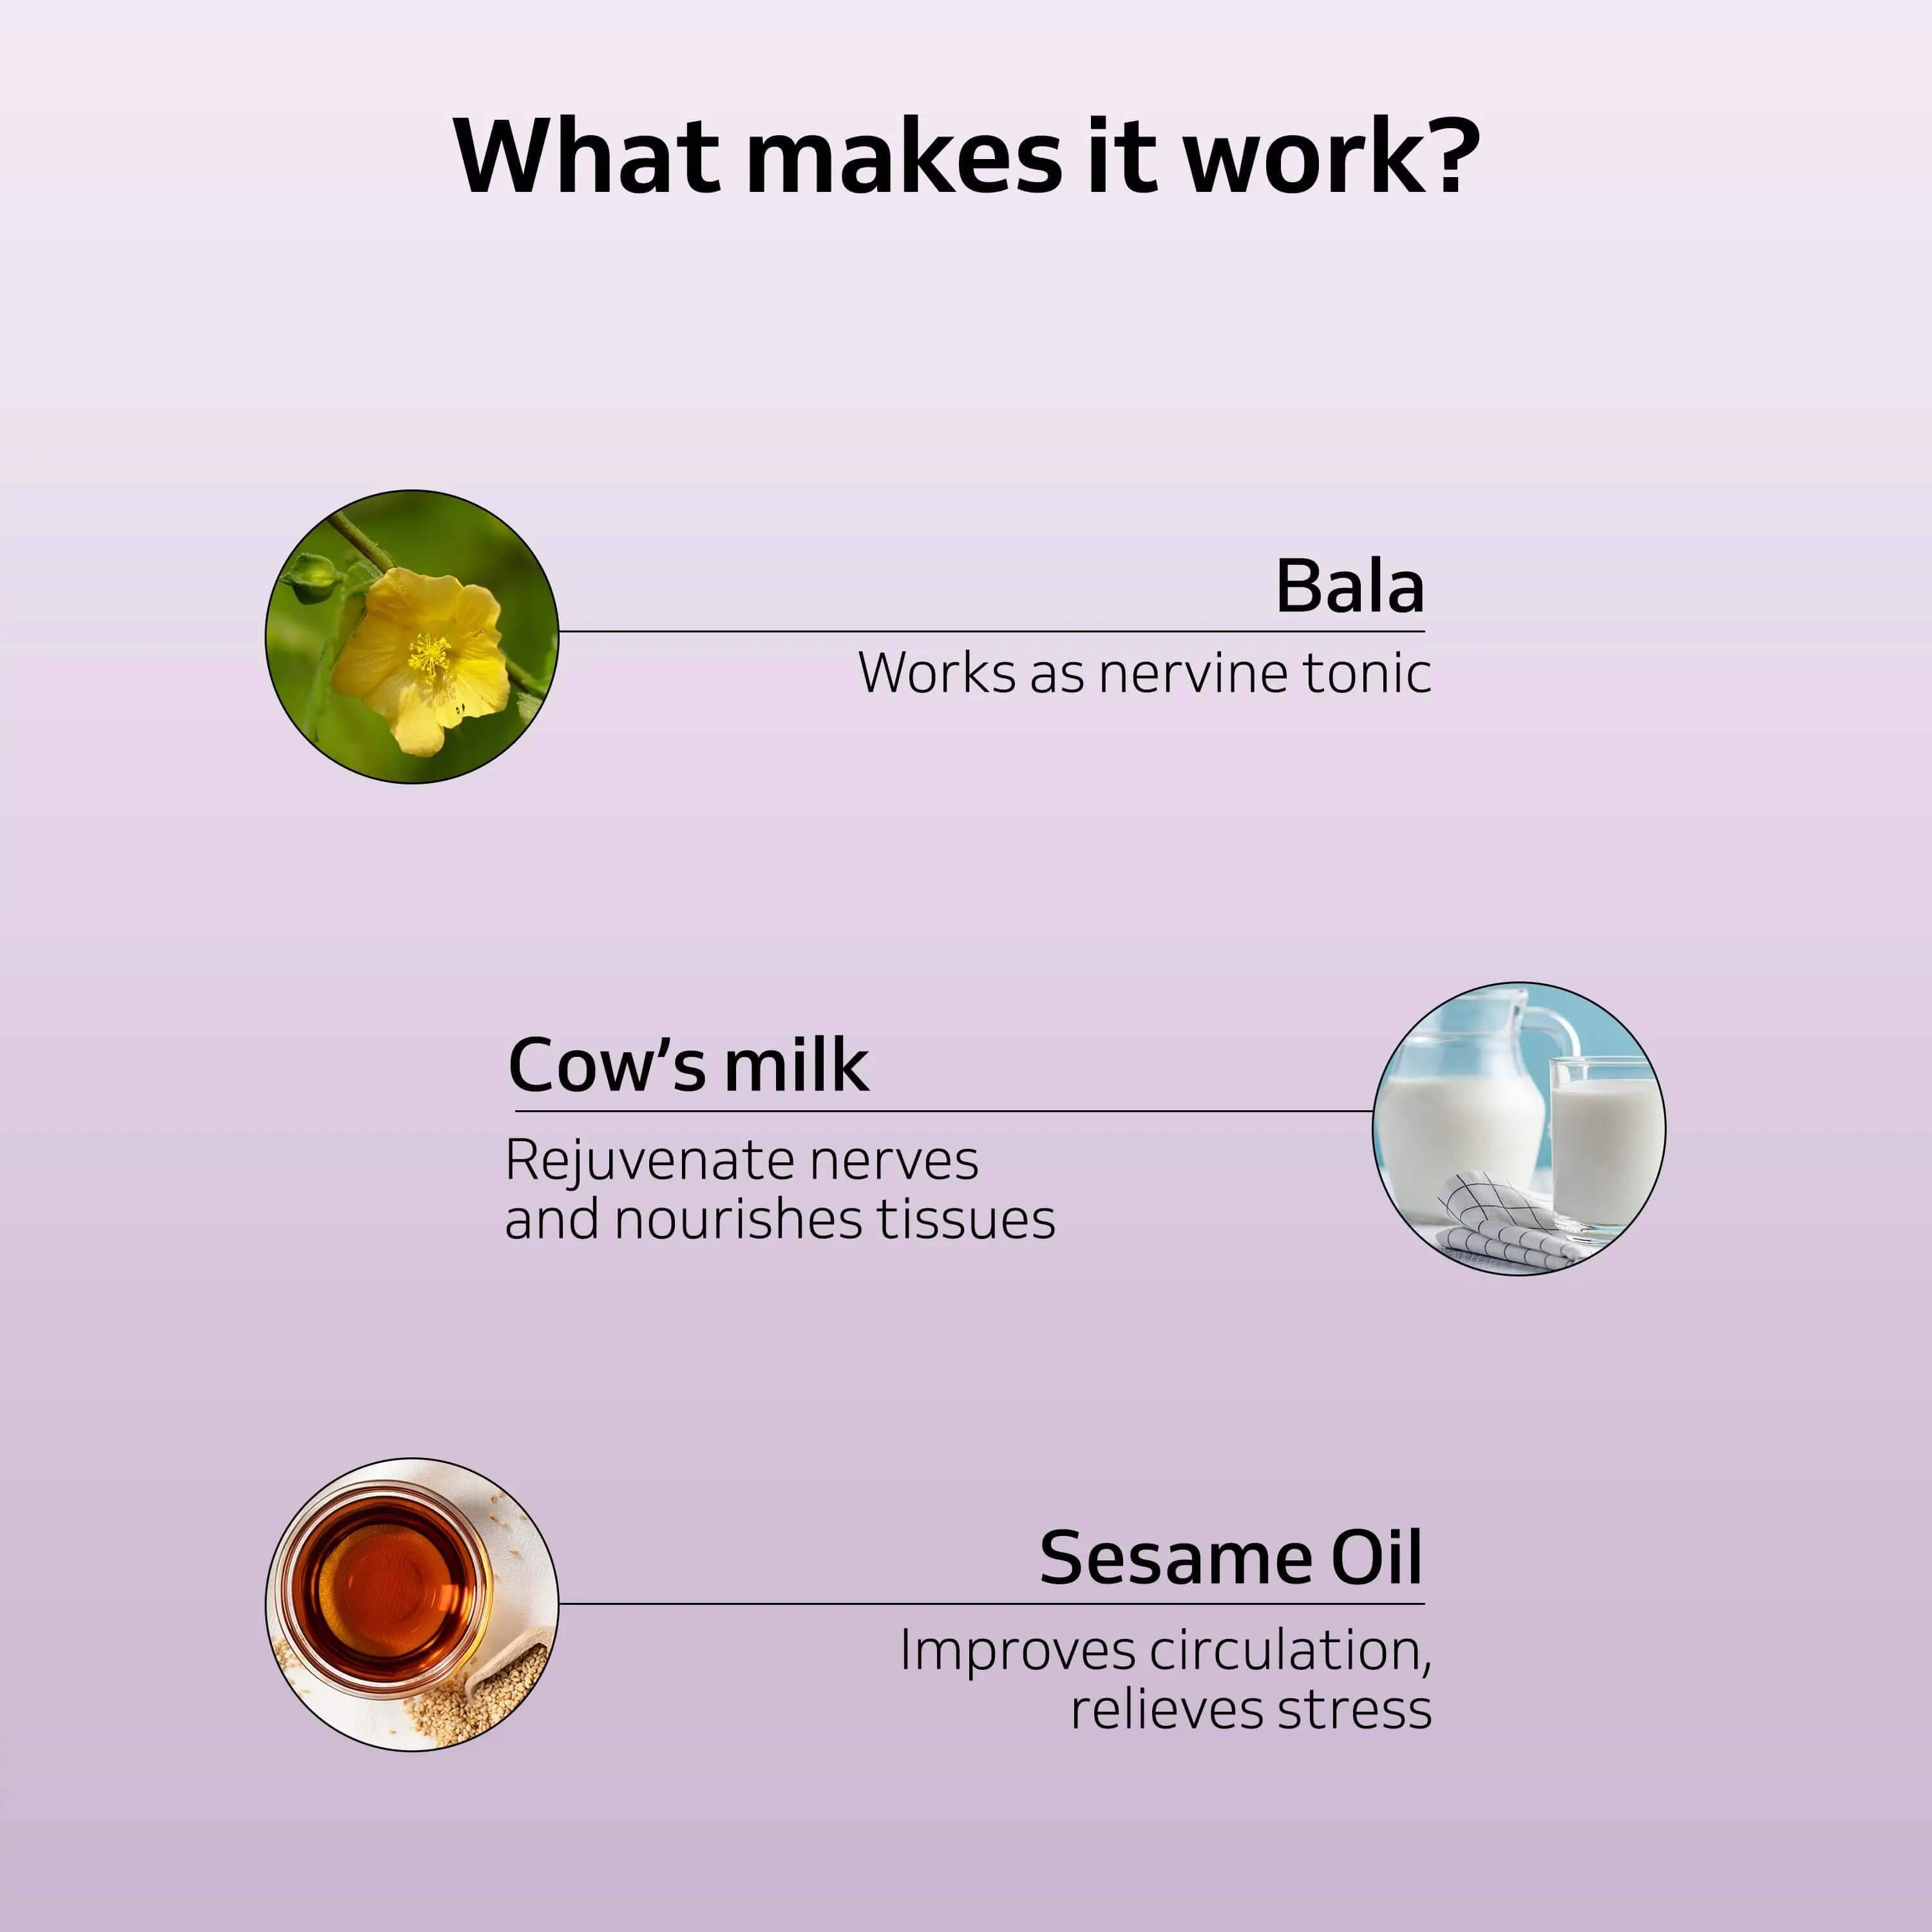 What makes it work?
Bala
Works as nervine tonic
Cow’s milk
Rejuvenate nerves
and nourishes tissues
Sesame Oil
Improves circulation,
relieves stress